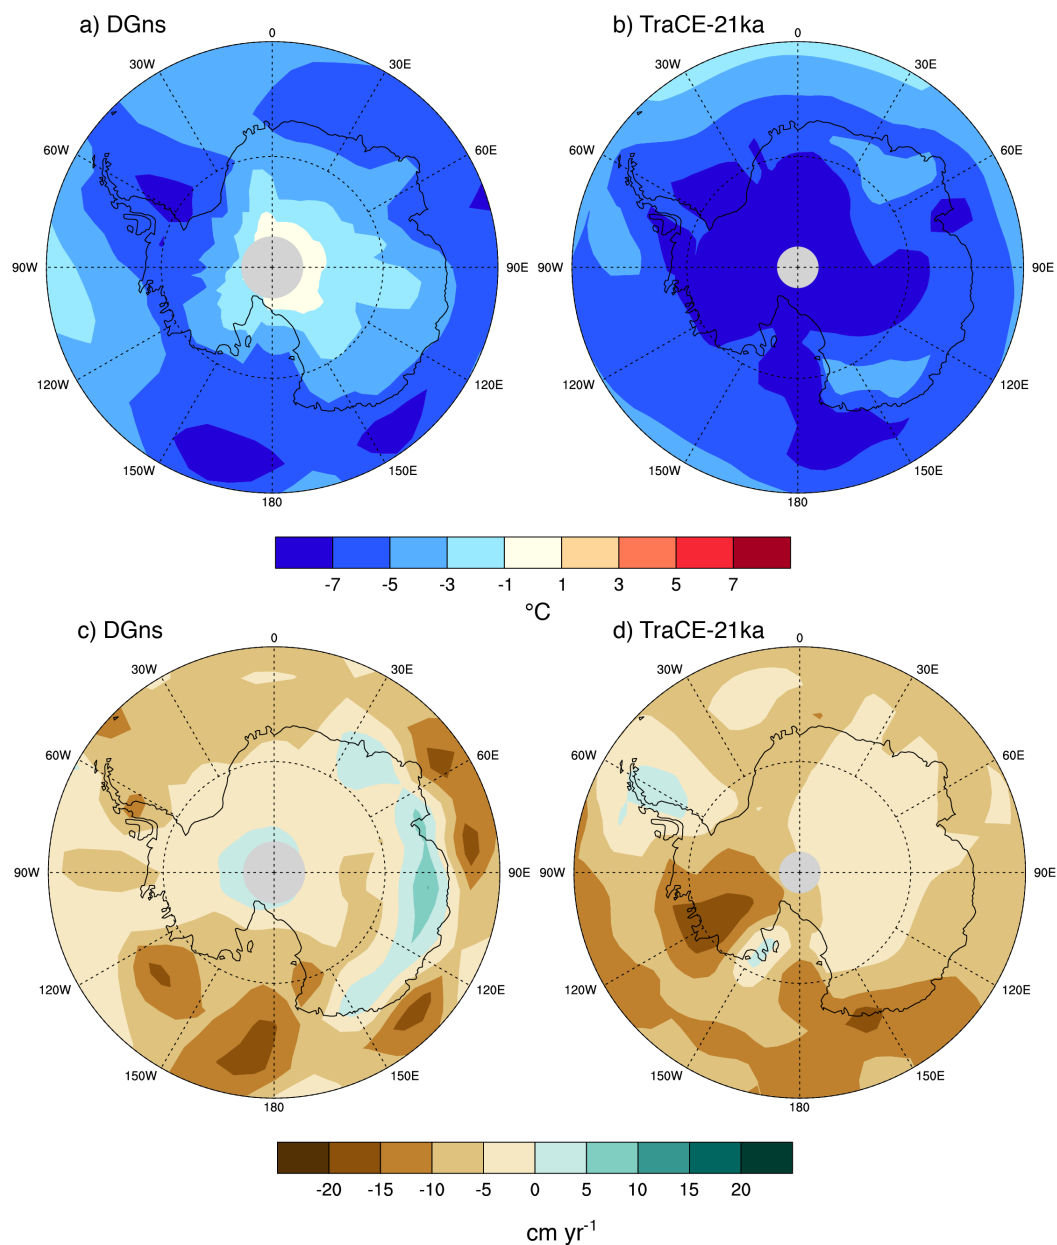 a) DGns
b) TraCE-21ka
0
30W
30E
60W
60E
90W
90E
120W
120E
150W
150E
180
0
30W
30E
60W
60E
90W
90E
120W
120E
150W
150E
180
-7 -5 -3 -1 1 3 5 7
°C
c) DGns
d) TraCE-21ka
0
30W
30E
60W
60E
90W
90E
120W
120E
150W
150E
180
0
30W
30E
60W
60E
90W
90E
120W
120E
150W
150E
180
-20 -15 -10 -5 0 5 10 15 20
cm yr-1